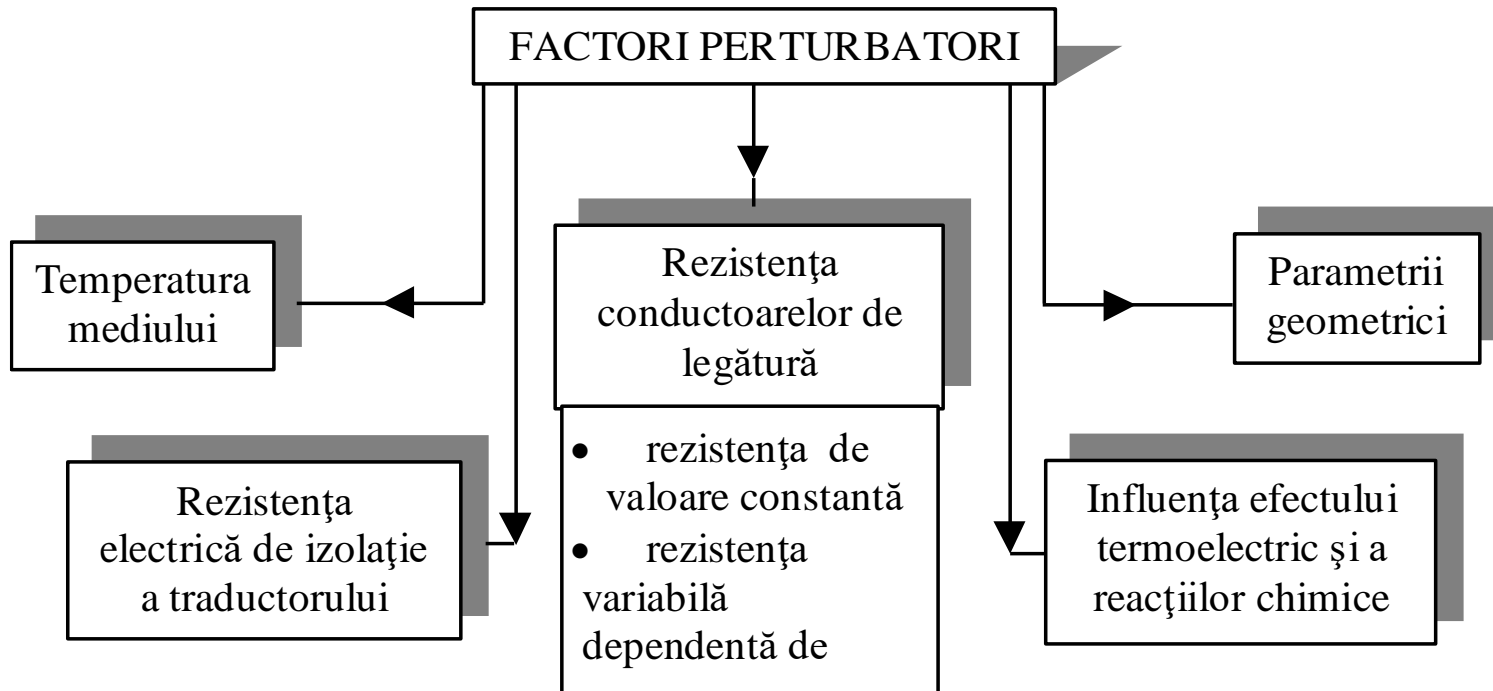 FACTORI PERTURBATORI
Temperatura
mediului
Rezistenţa
conductoarelor de
legătură
Parametrii
geometrici
Rezistenţa
electrică de izolaţie
a traductorului
• rezistenţa de
valoare constantă
• rezistenţa
variabilă
dependentă de
Influenţa efectului
termoelectric şi a
reacţiilor chimice